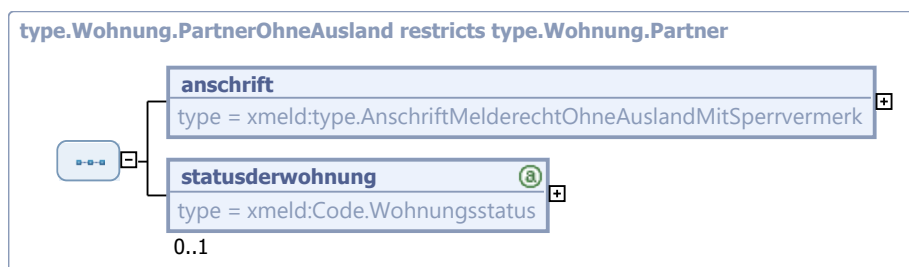 type.Wohnung.PartnerOhneAusland restricts type.Wohnung.Partner
anschrift
type = xmeld:type.AnschriftMelderechtOhneAuslandMitSperrvermerk
statusderwohnung a
type = xmeld:Code.Wohnungsstatus
0..1